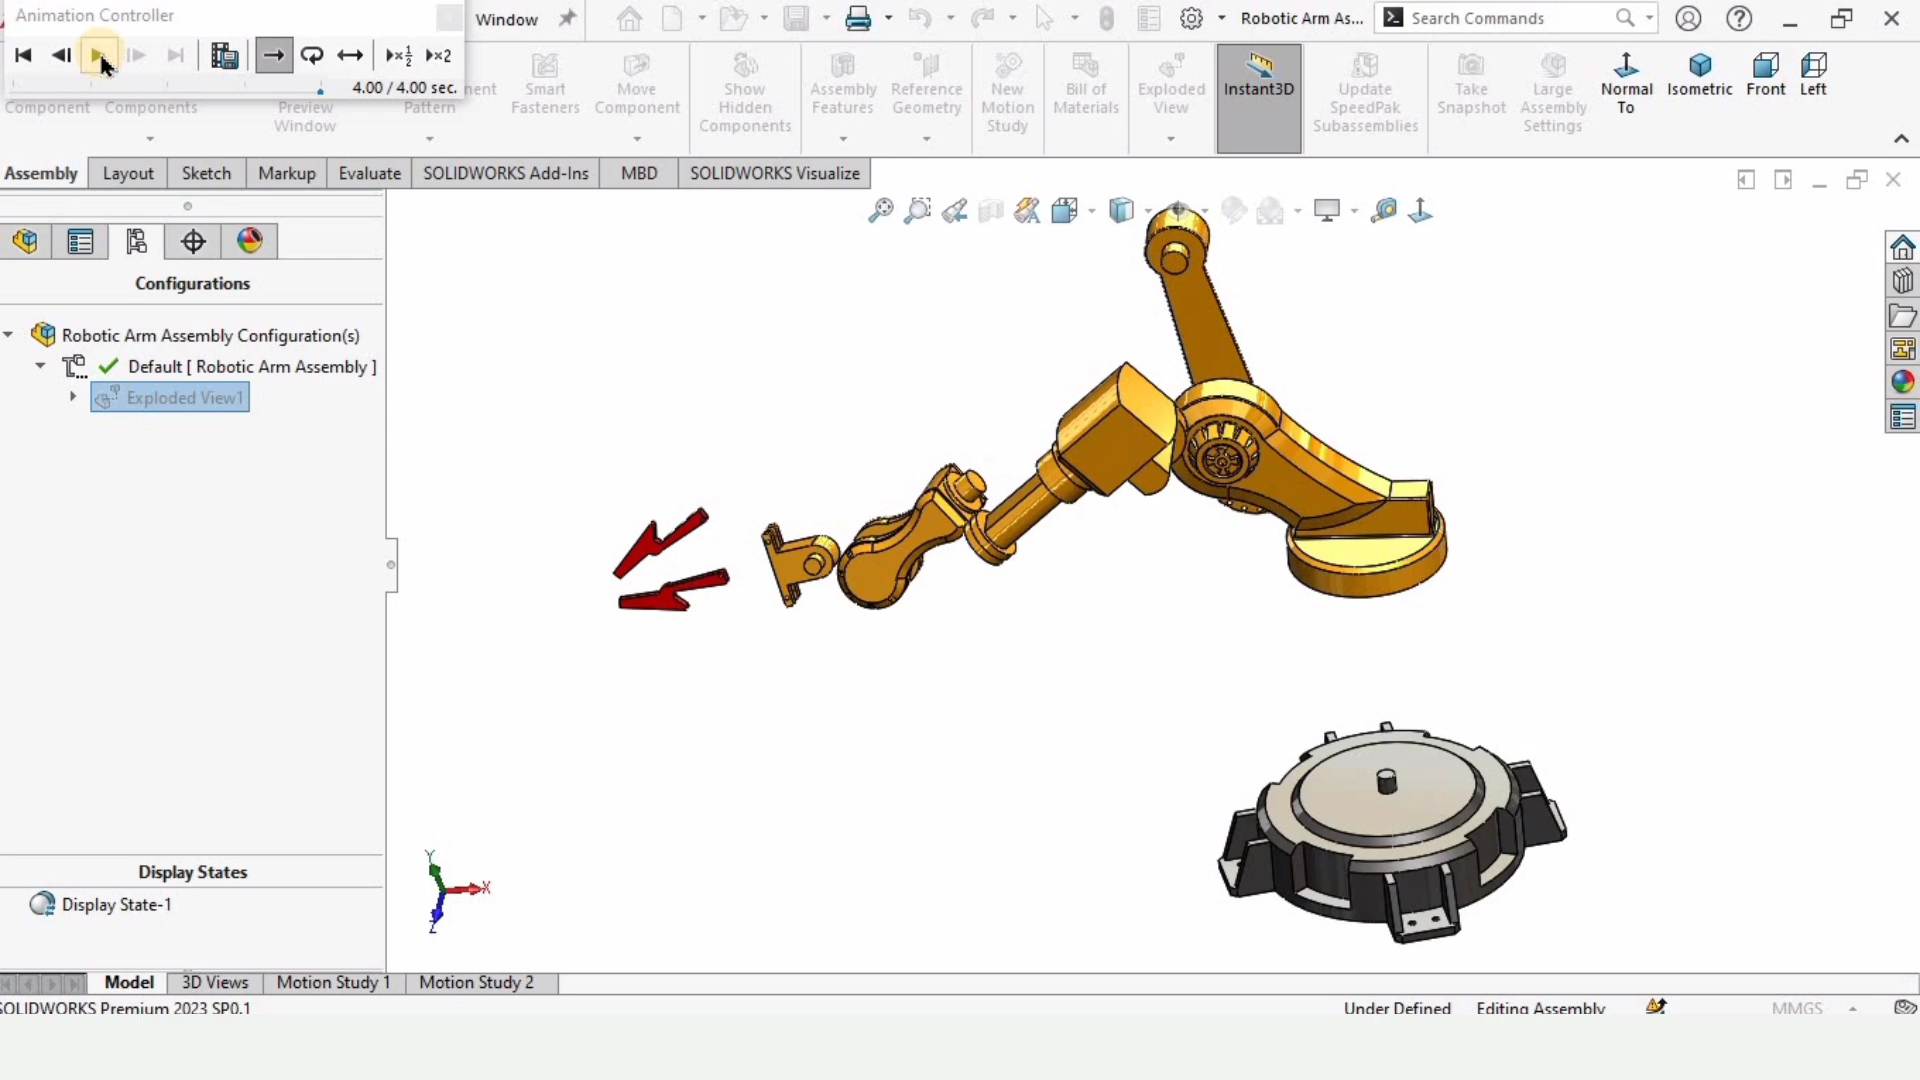 Animation Controller
Window
Robotic Arm As...
Search Commands
×½
×2
4.00 / 4.00 sec.
Component
Components
Preview
Window
Pattern
Smart
Fasteners
Move
Component
Show
Hidden
Components
Assembly
Features
Reference
Geometry
New
Motion
Study
Bill of
Materials
Exploded
View
Instant3D
Update
SpeedPak
Subassemblies
Take
Snapshot
Large
Assembly
Settings
Normal
To
Isometric
Front
Left
Assembly
Layout
Sketch
Markup
Evaluate
SOLIDWORKS Add-Ins
MBD
SOLIDWORKS Visualize
Configurations
Robotic Arm Assembly Configuration(s)
Default [ Robotic Arm Assembly ]
Exploded View1
Display States
Display State-1
Y
X
Z
Model
3D Views
Motion Study 1
Motion Study 2
SOLIDWORKS Premium 2023 SP0.1
Under Defined
Editing Assembly
MMGS